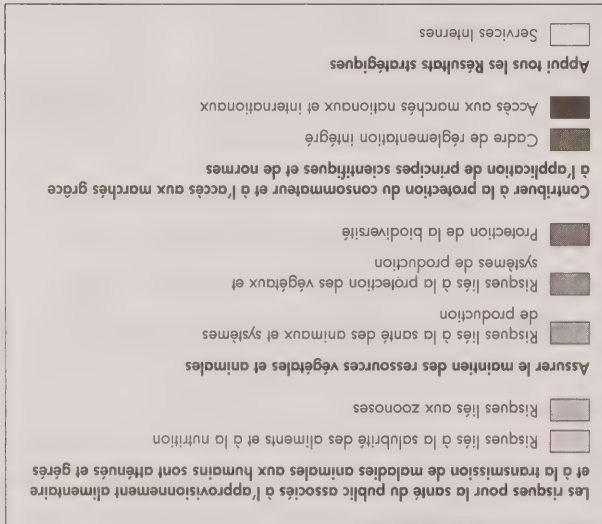 Les risques pour la santé du public associés à l'approvisionnement alimentaire
et à la transmission de maladies animales aux humains sont atténués et gérés
Risques liés à la salubrité des aliments et à la nutrition
Risques liés aux zoonoses
Assurer le maintien des ressources végétales et animales
Risques liés à la santé des animaux et systèmes
de production
Risques liés à la protection des végétaux et
systèmes de production
Protection de la biodiversité
Contribuer à la protection du consommateur et à l'accès aux marchés grâce
à l'application de principes scientifiques et de normes
Cadre de réglementation intégré
Accès aux marchés nationaux et internationaux
Appui tous les Résultats stratégiques
Services Internes